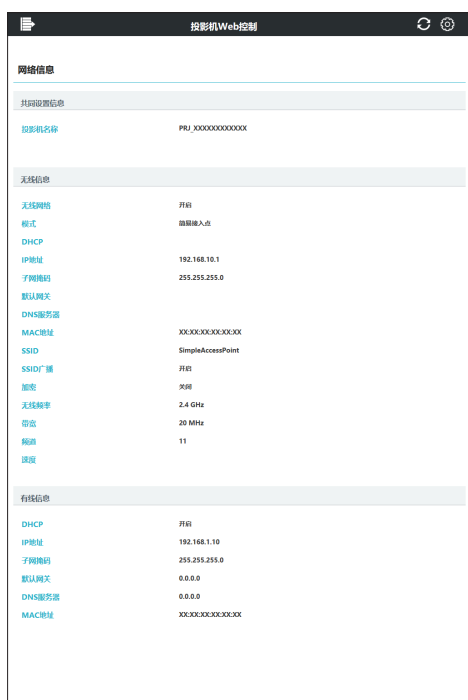 投影机Web控制
网络信息
共同设置信息
投影机名称 PRJ_XXXXXXXXXXXX
无线信息
无线网络 开启
模式 简易接入点
DHCP
IP地址 192.168.10.1
子网掩码 255.255.255.0
默认网关
DNS服务器
MAC地址 XX:XX:XX:XX:XX:XX
SSID SimpleAccessPoint
SSID广播 开启
加密 关闭
无线频率 2.4 GHz
带宽 20 MHz
频道 11
速度
有线信息
DHCP 开启
IP地址 192.168.1.10
子网掩码 255.255.255.0
默认网关 0.0.0.0
DNS服务器 0.0.0.0
MAC地址 XX:XX:XX:XX:XX:XX